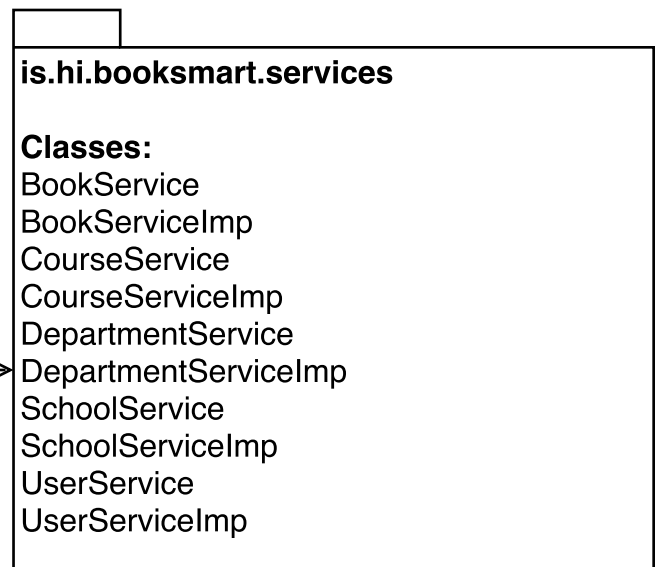 is.hi.booksmart.services
Classes:
BookService
BookServiceImp
CourseService
CourseServiceImp
DepartmentService
DepartmentServiceImp
SchoolService
SchoolServiceImp
UserService
UserServiceImp